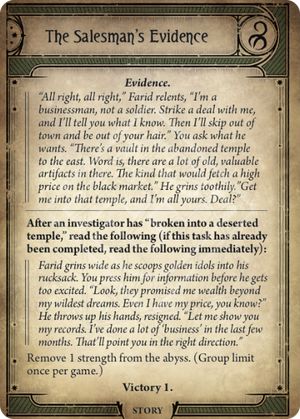 The Salesman's Evidence
Evidence.
"All right, all right," Farid relents, "I'm a
businessman, not a soldier. Strike a deal with me,
and I'll tell you what I know. Then I'll skip out of
town and be out of your hair." You ask what he
wants. "There's a vault in the abandoned temple
to the east. Word is, there are a lot of old, valuable
artifacts in there. The kind that would fetch a high
price on the black market." He grins toothily."Get
me into that temple, and I'm all yours. Deal?"
After an investigator has "broken into a deserted
temple," read the following (if this task has already
been completed, read the following immediately):
Farid grins wide as he scoops golden idols into his
rucksack. You press him for information before he gets
too excited. "Look, they promised me wealth beyond
my wildest dreams. Even I have my price, you know?"
He throws up his hands, resigned. "Let me show you
my records. I've done a lot of 'business' in the last few
months. That'll point you in the right direction."
Remove 1 strength from the abyss. (Group limit
once per game.)
Victory 1.
STORY